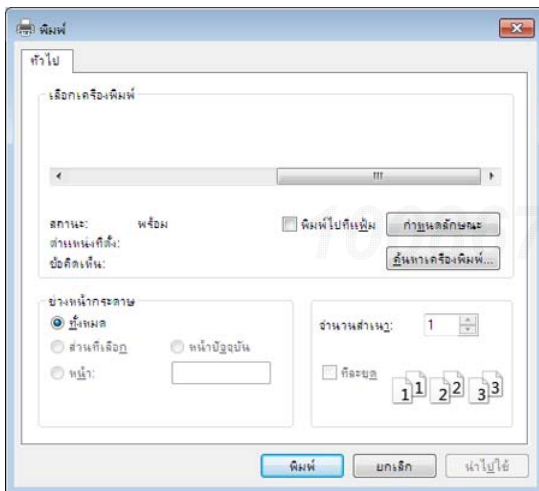 พิมพ์
ทั่วไป
เลือกเครื่องพิมพ์
สถานะ: พร้อม
พิมพ์ไปที่แฟ้ม
กำหนดลักษณะ
ตำแหน่งที่ตั้ง:
ข้อคิดเห็น:
ค้นหาเครื่องพิมพ์...
ช่วงหน้ากระดาษ
ทั้งหมด
จำนวนสำเนา: 1
ส่วนที่เลือก
หน้าปัจจุบัน
หน้า:
ทีละชุด
1 1 2 2 3 3
พิมพ์
ยกเลิก
นำไปใช้